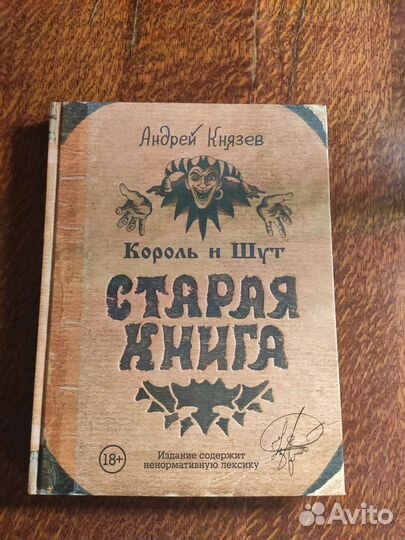 Андрей Князев
Король и Шут
СТАРАЯ
КНИГА
18+
Издание содержит
ненормативную лексику
Avito